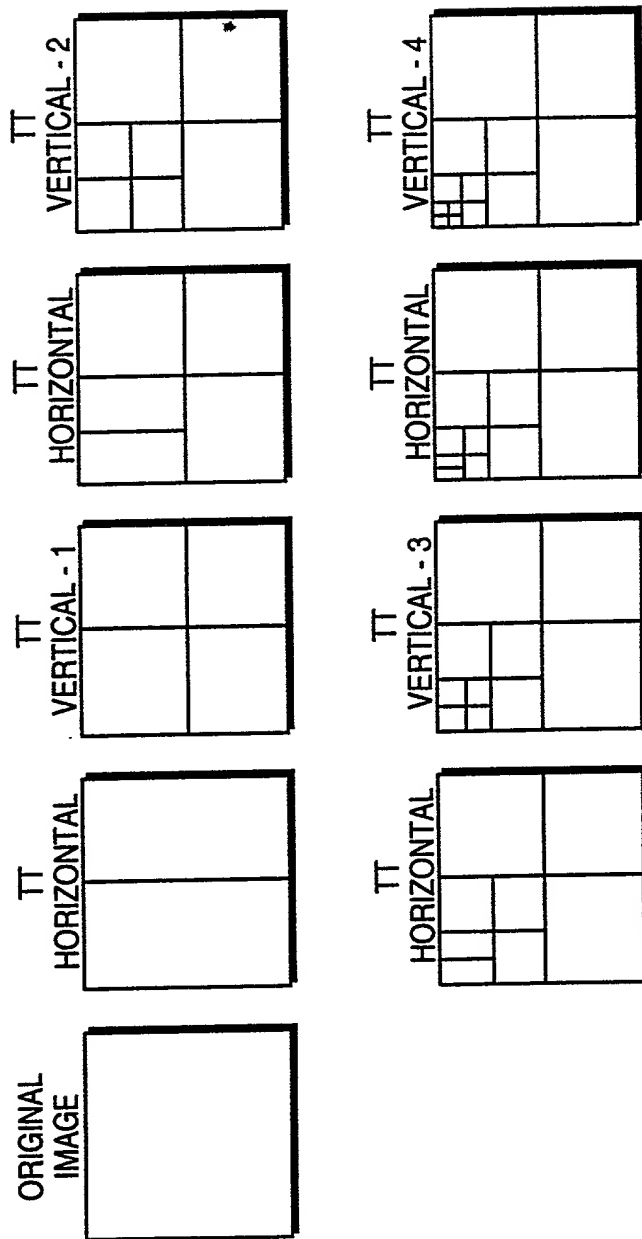 ORIGINAL
IMAGE
TT
HORIZONTAL
TT
VERTICAL - 1
TT
HORIZONTAL
TT
VERTICAL - 2
TT
HORIZONTAL
TT
VERTICAL - 3
TT
HORIZONTAL
TT
VERTICAL - 4